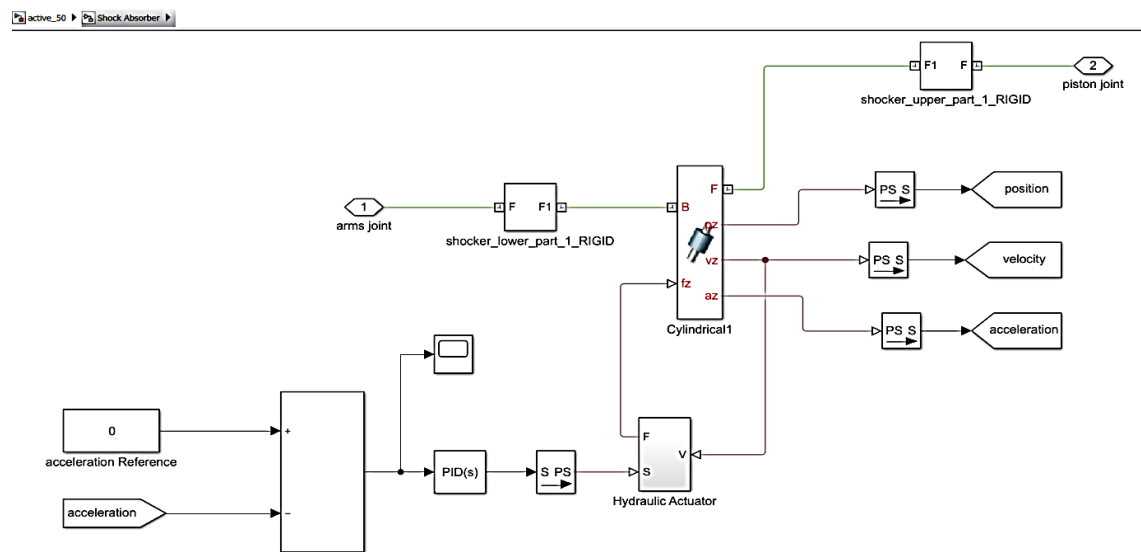 active_50 Shock Absorber
F1 F
2
piston joint
shocker_upper_part_1_RIGID
F
PS S
position
1
arms joint
F F1
shocker_lower_part_1_RIGID
B
pz
vz
PS S
velocity
fz
az
Cylindrical1
PS S
acceleration
0
+
acceleration Reference
F
PID(s)
S PS
V
S
Hydraulic Actuator
acceleration
−